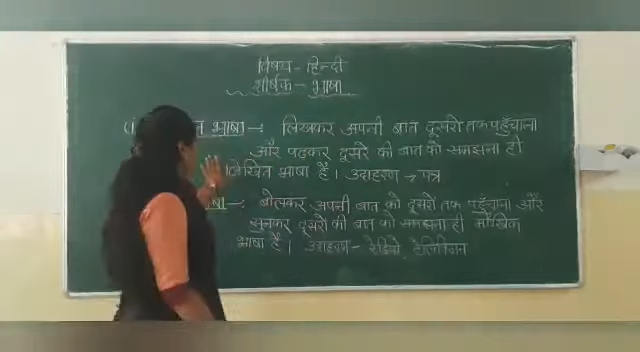 विषय - हिन्दी
शीर्षक - भाषा
(1) भाषा -: लिखकर अपनी बात दूसरो तक पहुँचाना
और पढ़कर दूसरे की बात को समझना ही
लिखित भाषा हैं। उदाहरण → पत्र
-: बोलकर अपनी बात को दूसरो तक पहुँचाना और
सुनकर दूसरों की बात को समझना ही मौखिक
भाषा है। उदाहरण - रेडियो, टेलिविजन